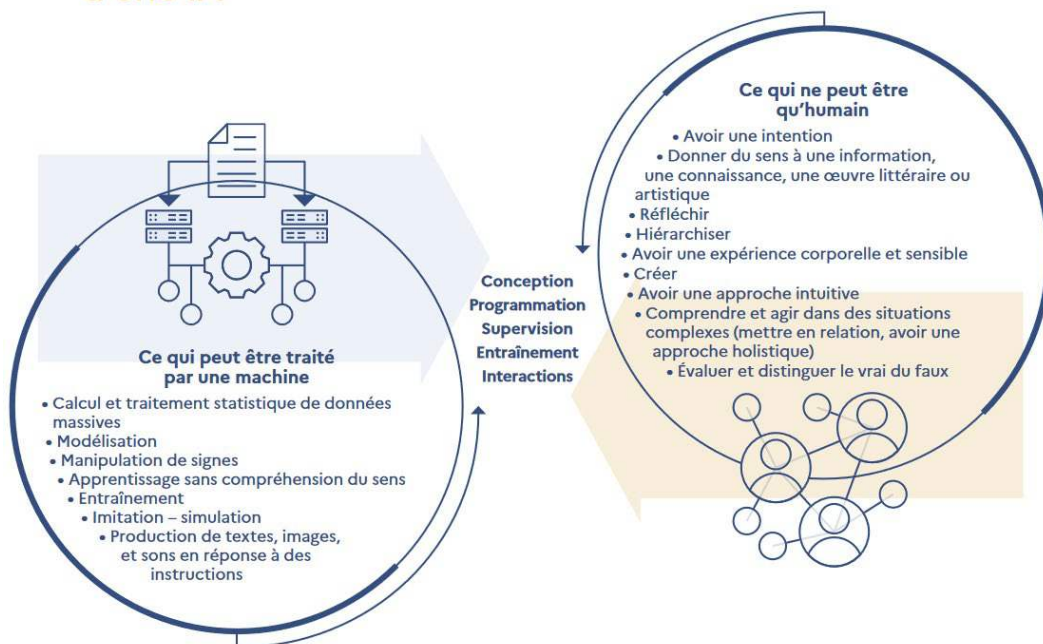 Ce qui peut être traité
par une machine
• Calcul et traitement statistique de données
massives
• Modélisation
• Manipulation de signes
• Apprentissage sans compréhension du sens
• Entraînement
• Imitation – simulation
• Production de textes, images,
et sons en réponse à des
instructions
Conception
Programmation
Supervision
Entraînement
Interactions
Ce qui ne peut être
qu’humain
• Avoir une intention
• Donner du sens à une information,
une connaissance, une œuvre littéraire ou
artistique
• Réfléchir
• Hiérarchiser
• Avoir une expérience corporelle et sensible
• Créer
• Avoir une approche intuitive
• Comprendre et agir dans des situations
complexes (mettre en relation, avoir une
approche holistique)
• Évaluer et distinguer le vrai du faux